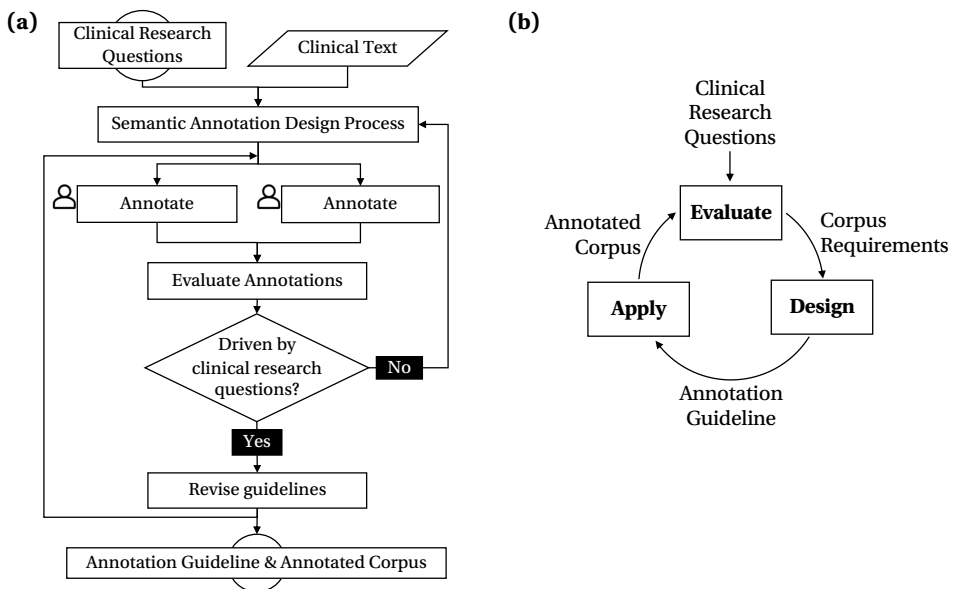 (a)
Clinical Research
Questions
Clinical Text
Semantic Annotation Design Process
Annotate
Annotate
Evaluate Annotations
Driven by
clinical research
questions?
No
Yes
Revise guidelines
Annotation Guideline & Annotated Corpus
(b)
Clinical
Research
Questions
Evaluate
Annotated
Corpus
Corpus
Requirements
Apply
Design
Annotation
Guideline